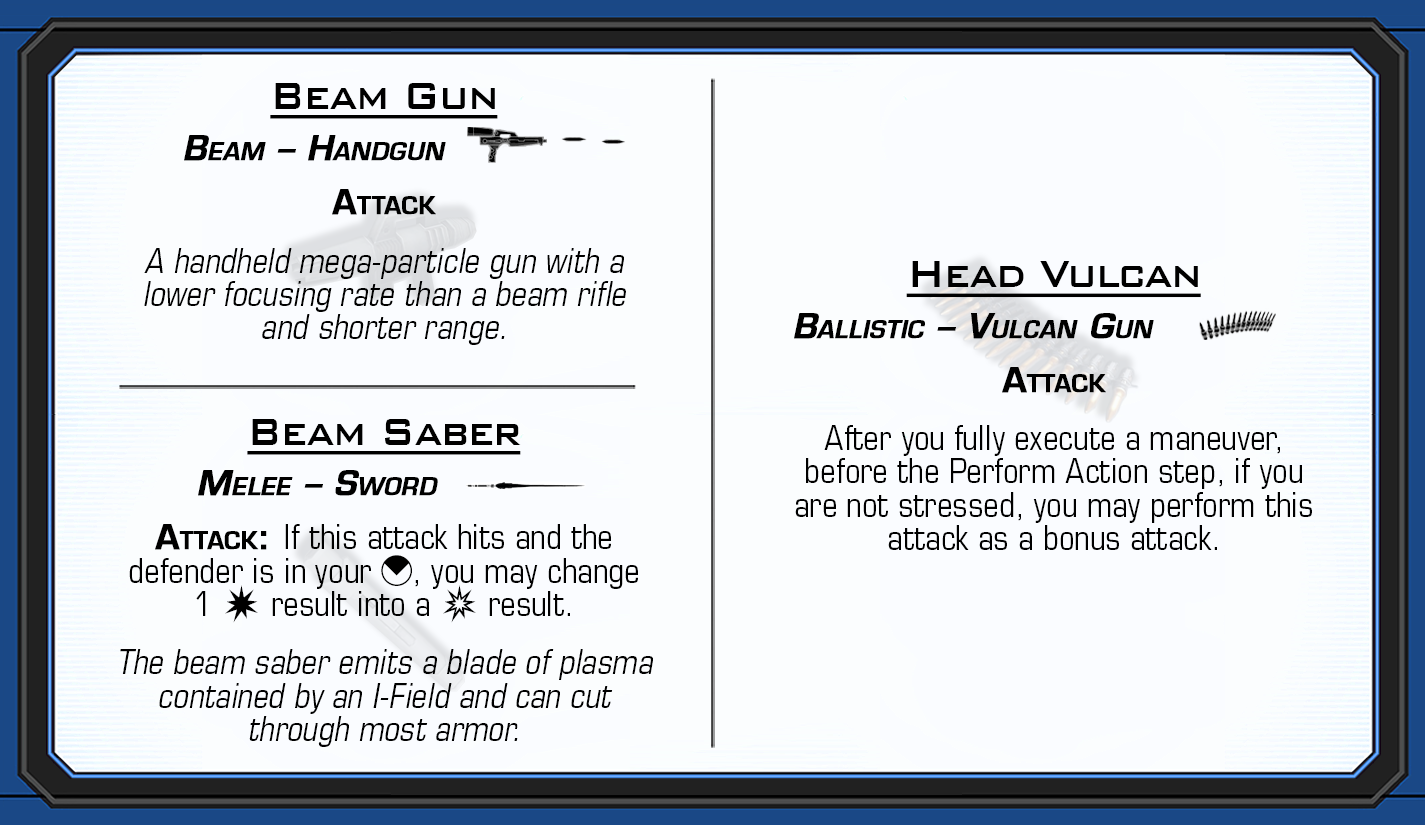 Beam Gun
Beam – Handgun
Attack
A handheld mega-particle gun with a
lower focusing rate than a beam rifle
and shorter range.
Beam Saber
Melee – Sword
Attack: If this attack hits and the
defender is in your , you may change
1 result into a result.
The beam saber emits a blade of plasma
contained by an I-Field and can cut
through most armor.
Head Vulcan
Ballistic – Vulcan Gun
Attack
After you fully execute a maneuver,
before the Perform Action step, if you
are not stressed, you may perform this
attack as a bonus attack.